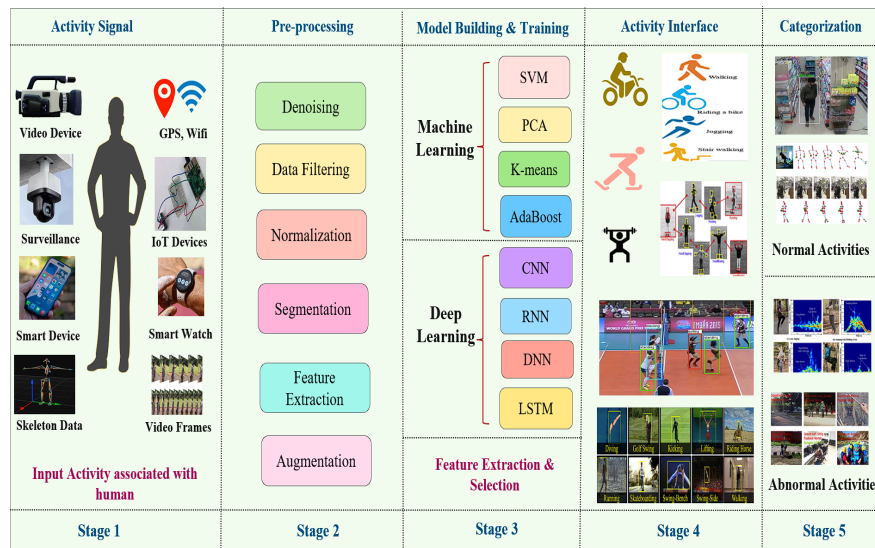 Activity Signal
Pre-processing
Model Building & Training
Activity Interface
Categorization
Video Device
GPS, Wifi
Surveillance
IoT Devices
Smart Device
Smart Watch
Skeleton Data
Video Frames
Input Activity associated with
human
Denoising
Data Filtering
Normalization
Segmentation
Feature
Extraction
Augmentation
Machine
Learning
SVM
PCA
K-means
AdaBoost
Deep
Learning
CNN
RNN
DNN
LSTM
Feature Extraction &
Selection
Walking
Riding a bike
Jogging
Stair walking
WORLD GRAND PRIX
2015
Diving
Golf Swing
Kicking
Lifting
Riding Horse
Running
Skateboarding
Swing-Bench
Swing-Side
Walking
Normal Activities
Abnormal Activities
Stage 1
Stage 2
Stage 3
Stage 4
Stage 5